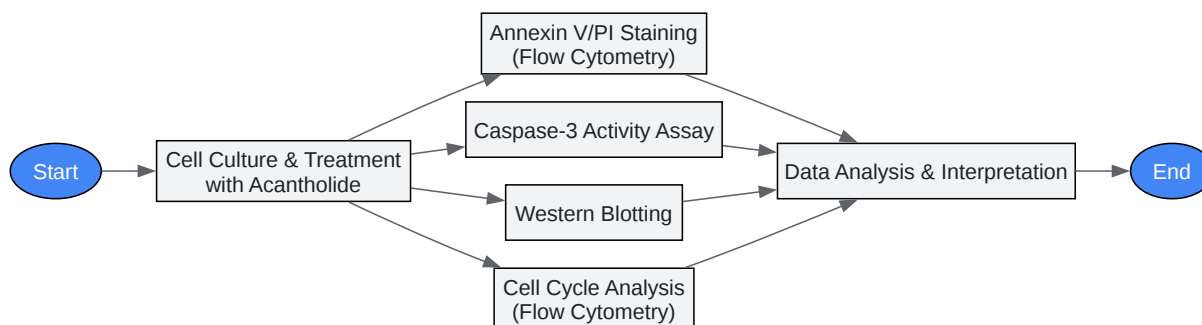 Start
Cell Culture & Treatment
with Acantholide
Annexin V/PI Staining
(Flow Cytometry)
Caspase-3 Activity Assay
Western Blotting
Cell Cycle Analysis
(Flow Cytometry)
Data Analysis & Interpretation
End